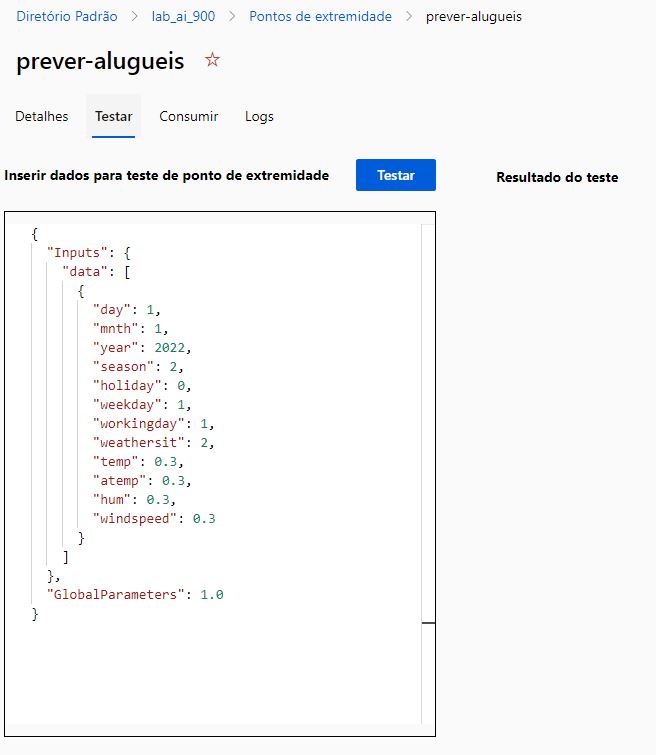 Diretório Padrão > lab_ai_900 > Pontos de extremidade > prever-alugueis
prever-alugueis
Detalhes Testar Consumir Logs
Inserir dados para teste de ponto de extremidade Testar Resultado do teste
{
"Inputs": {
"data": [
{
"day": 1,
"mnth": 1,
"year": 2022,
"season": 2,
"holiday": 0,
"weekday": 1,
"workingday": 1,
"weathersit": 2,
"temp": 0.3,
"atemp": 0.3,
"hum": 0.3,
"windspeed": 0.3
}
]
},
"GlobalParameters": 1.0
}